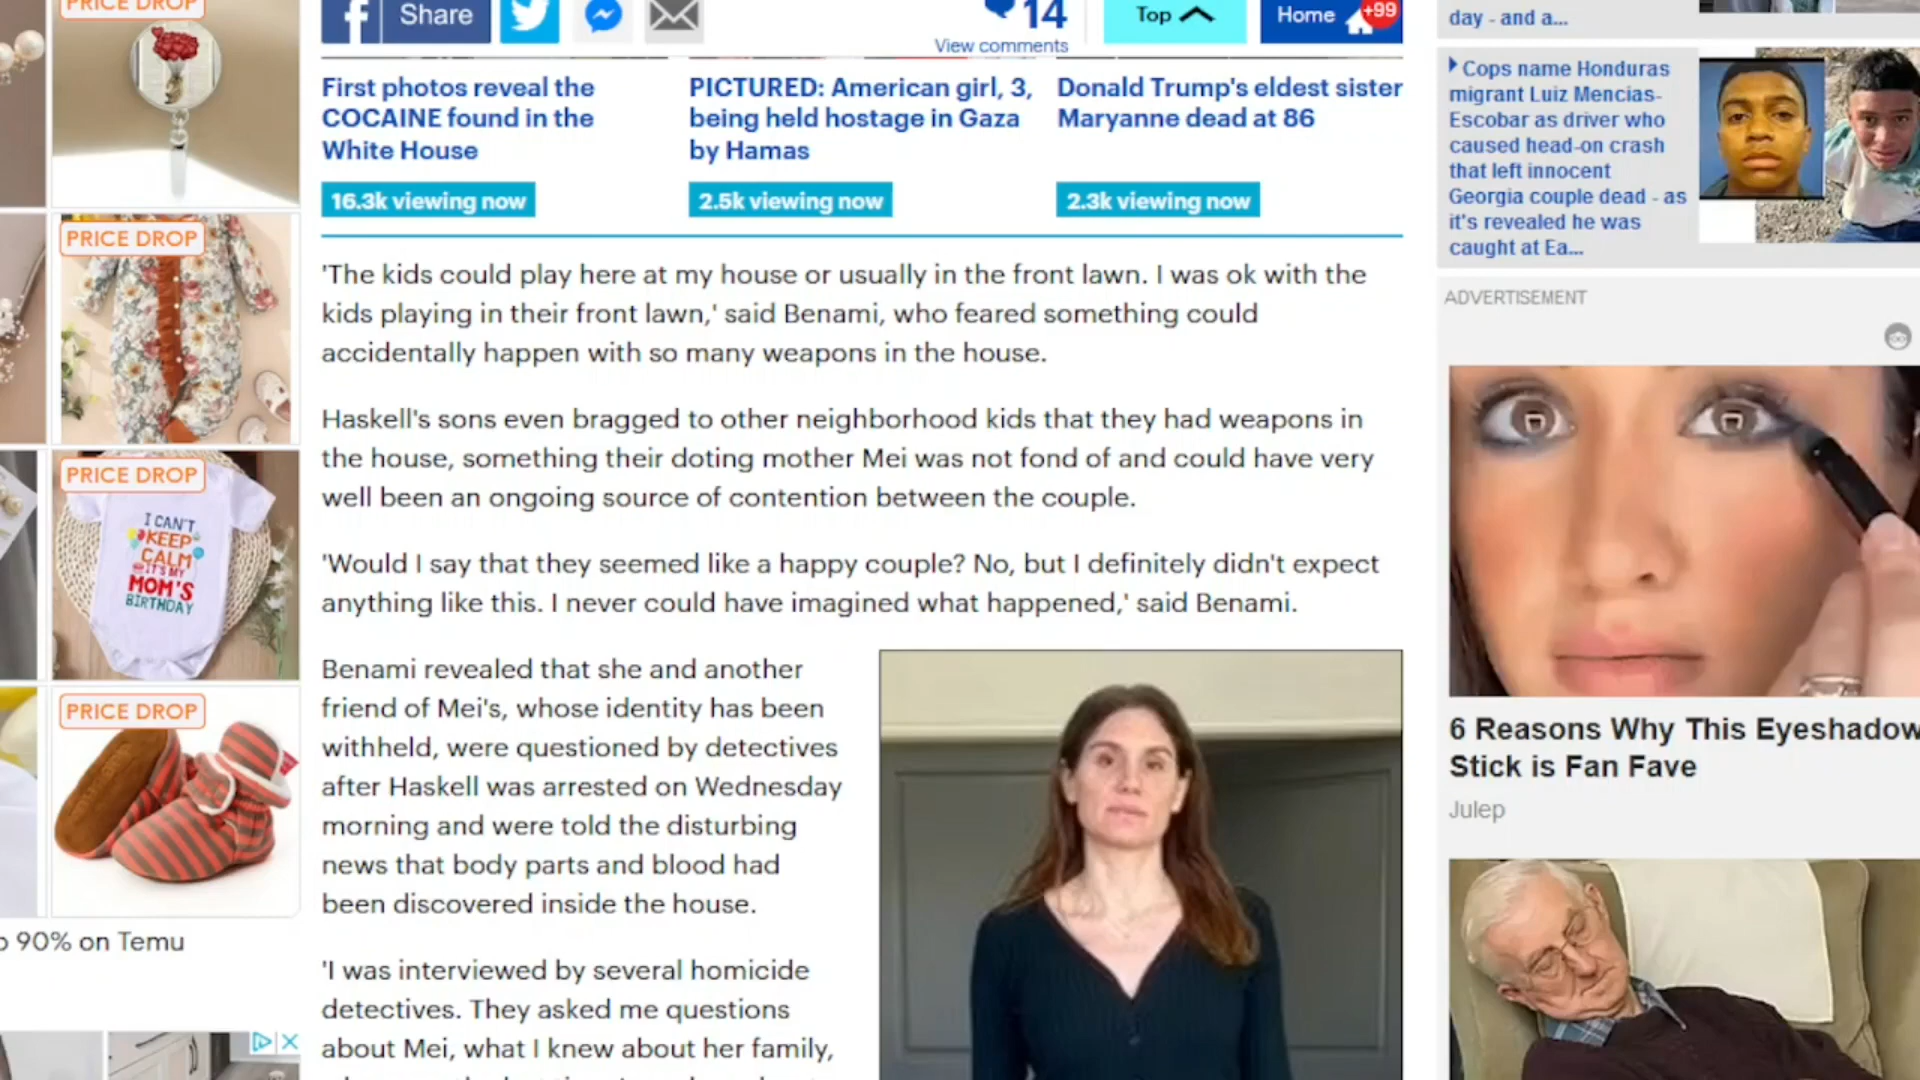 PRICE DROP
PRICE DROP
PRICE DROP
I CAN'T
KEEP
CALM
IT'S MY
MOM'S
BIRTHDAY
PRICE DROP
90% on Temu
Share
14
View comments
Top
Home
+99
First photos reveal the
COCAINE found in the
White House
16.3k viewing now
PICTURED: American girl, 3,
being held hostage in Gaza
by Hamas
2.5k viewing now
Donald Trump's eldest sister
Maryanne dead at 86
2.3k viewing now
'The kids could play here at my house or usually in the front lawn. I was ok with the
kids playing in their front lawn,' said Benami, who feared something could
accidentally happen with so many weapons in the house.
Haskell's sons even bragged to other neighborhood kids that they had weapons in
the house, something their doting mother Mei was not fond of and could have very
well been an ongoing source of contention between the couple.
'Would I say that they seemed like a happy couple? No, but I definitely didn't expect
anything like this. I never could have imagined what happened,' said Benami.
Benami revealed that she and another
friend of Mei's, whose identity has been
withheld, were questioned by detectives
after Haskell was arrested on Wednesday
morning and were told the disturbing
news that body parts and blood had
been discovered inside the house.
'I was interviewed by several homicide
detectives. They asked me questions
about Mei, what I knew about her family,
day - and a...
Cops name Honduras
migrant Luiz Mencias-
Escobar as driver who
caused head-on crash
that left innocent
Georgia couple dead - as
it's revealed he was
caught at Ea...
ADVERTISEMENT
6 Reasons Why This Eyeshadow
Stick is Fan Fave
Julep